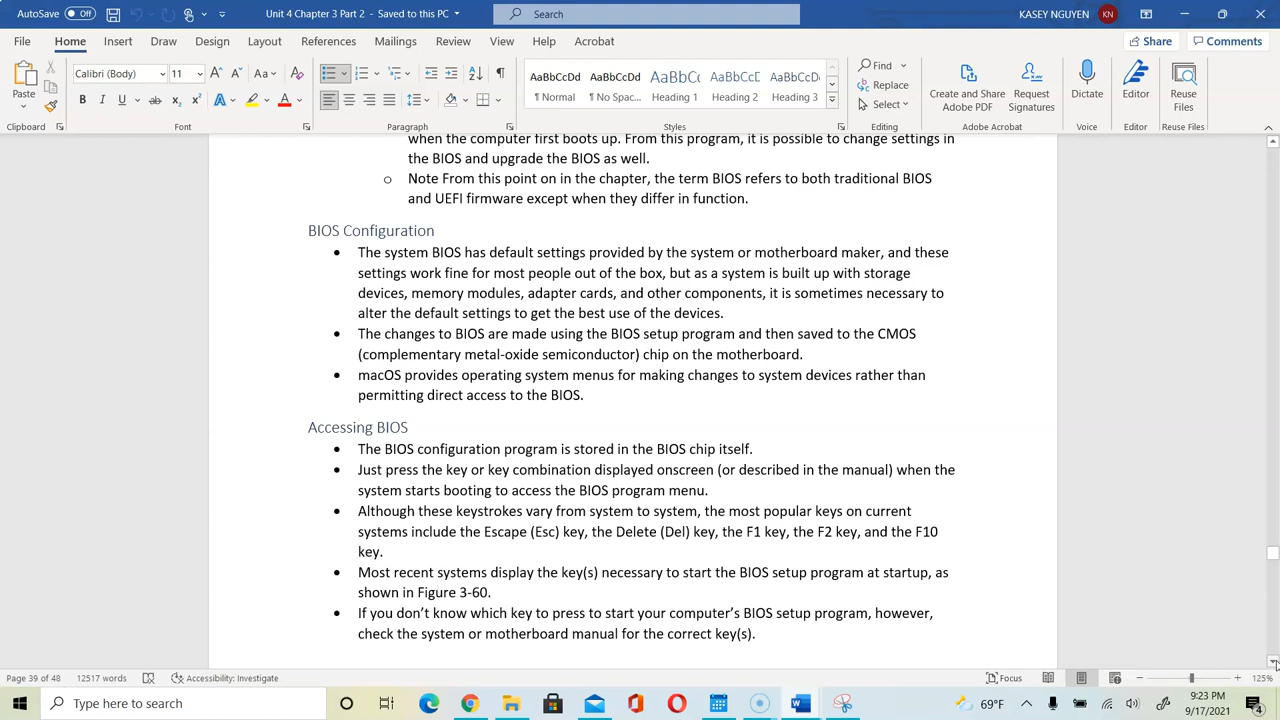 AutoSave Off
Unit 4 Chapter 3 Part 2 - Saved to this PC
Search
KASEY NGUYEN KN
File Home Insert Draw Design Layout References Mailings Review View Help Acrobat
Share Comments
Paste
Calibri (Body) 11
AaBbCcDd AaBbCcDd AaBbCc AaBbCcE AaBbCcD
¶ Normal ¶ No Spac... Heading 1 Heading 2 Heading 3
Find
Replace
Select
Create and Share Adobe PDF
Request Signatures
Dictate
Editor
Reuse Files
Clipboard Font Paragraph Styles Editing Adobe Acrobat Voice Editor Reuse Files
when the computer first boots up. From this program, it is possible to change settings in
the BIOS and upgrade the BIOS as well.
o Note From this point on in the chapter, the term BIOS refers to both traditional BIOS
and UEFI firmware except when they differ in function.
BIOS Configuration
• The system BIOS has default settings provided by the system or motherboard maker, and these
settings work fine for most people out of the box, but as a system is built up with storage
devices, memory modules, adapter cards, and other components, it is sometimes necessary to
alter the default settings to get the best use of the devices.
• The changes to BIOS are made using the BIOS setup program and then saved to the CMOS
(complementary metal-oxide semiconductor) chip on the motherboard.
• macOS provides operating system menus for making changes to system devices rather than
permitting direct access to the BIOS.
Accessing BIOS
• The BIOS configuration program is stored in the BIOS chip itself.
• Just press the key or key combination displayed onscreen (or described in the manual) when the
system starts booting to access the BIOS program menu.
• Although these keystrokes vary from system to system, the most popular keys on current
systems include the Escape (Esc) key, the Delete (Del) key, the F1 key, the F2 key, and the F10
key.
• Most recent systems display the key(s) necessary to start the BIOS setup program at startup, as
shown in Figure 3-60.
• If you don’t know which key to press to start your computer’s BIOS setup program, however,
check the system or motherboard manual for the correct key(s).
Page 39 of 48 12517 words Accessibility: Investigate Focus 125%
Type here to search
69°F
9:23 PM
9/17/2021
4